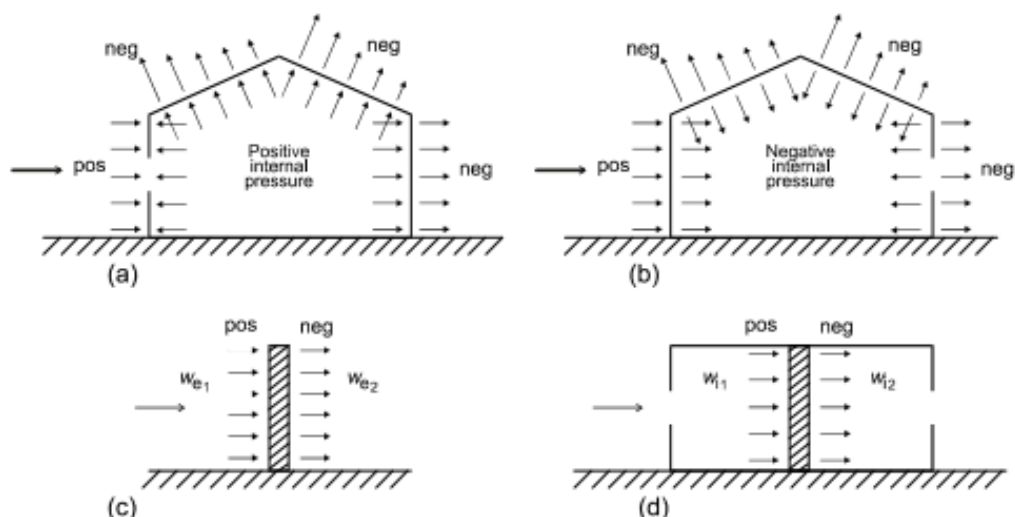 neg
neg
pos
Positive
internal
pressure
neg
(a)
neg
neg
pos
Negative
internal
pressure
neg
(b)
pos
neg
we1
we2
(c)
pos
neg
wi1
wi2
(d)